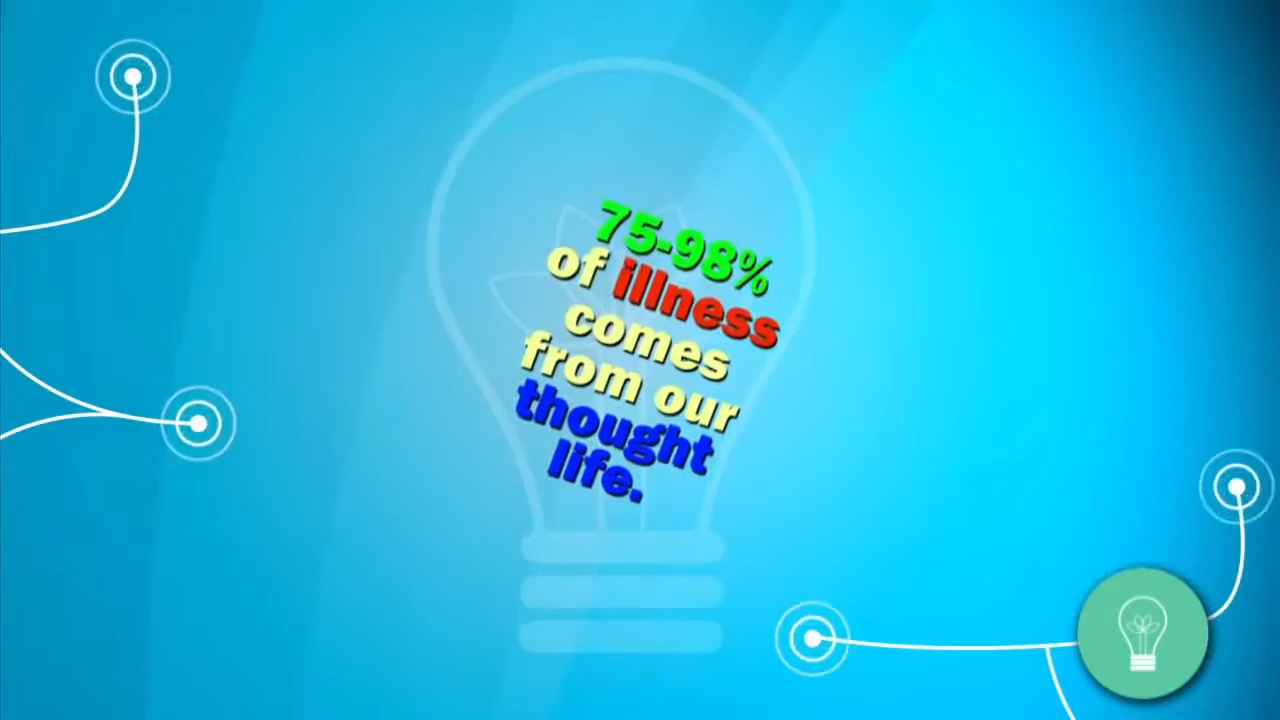 75-98%
of illness
comes
from our
thought
life.